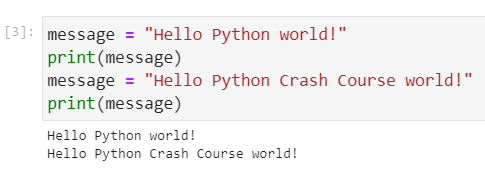 [3]:
message = "Hello Python world!"
print(message)
message = "Hello Python Crash Course world!"
print(message)
Hello Python world!
Hello Python Crash Course world!